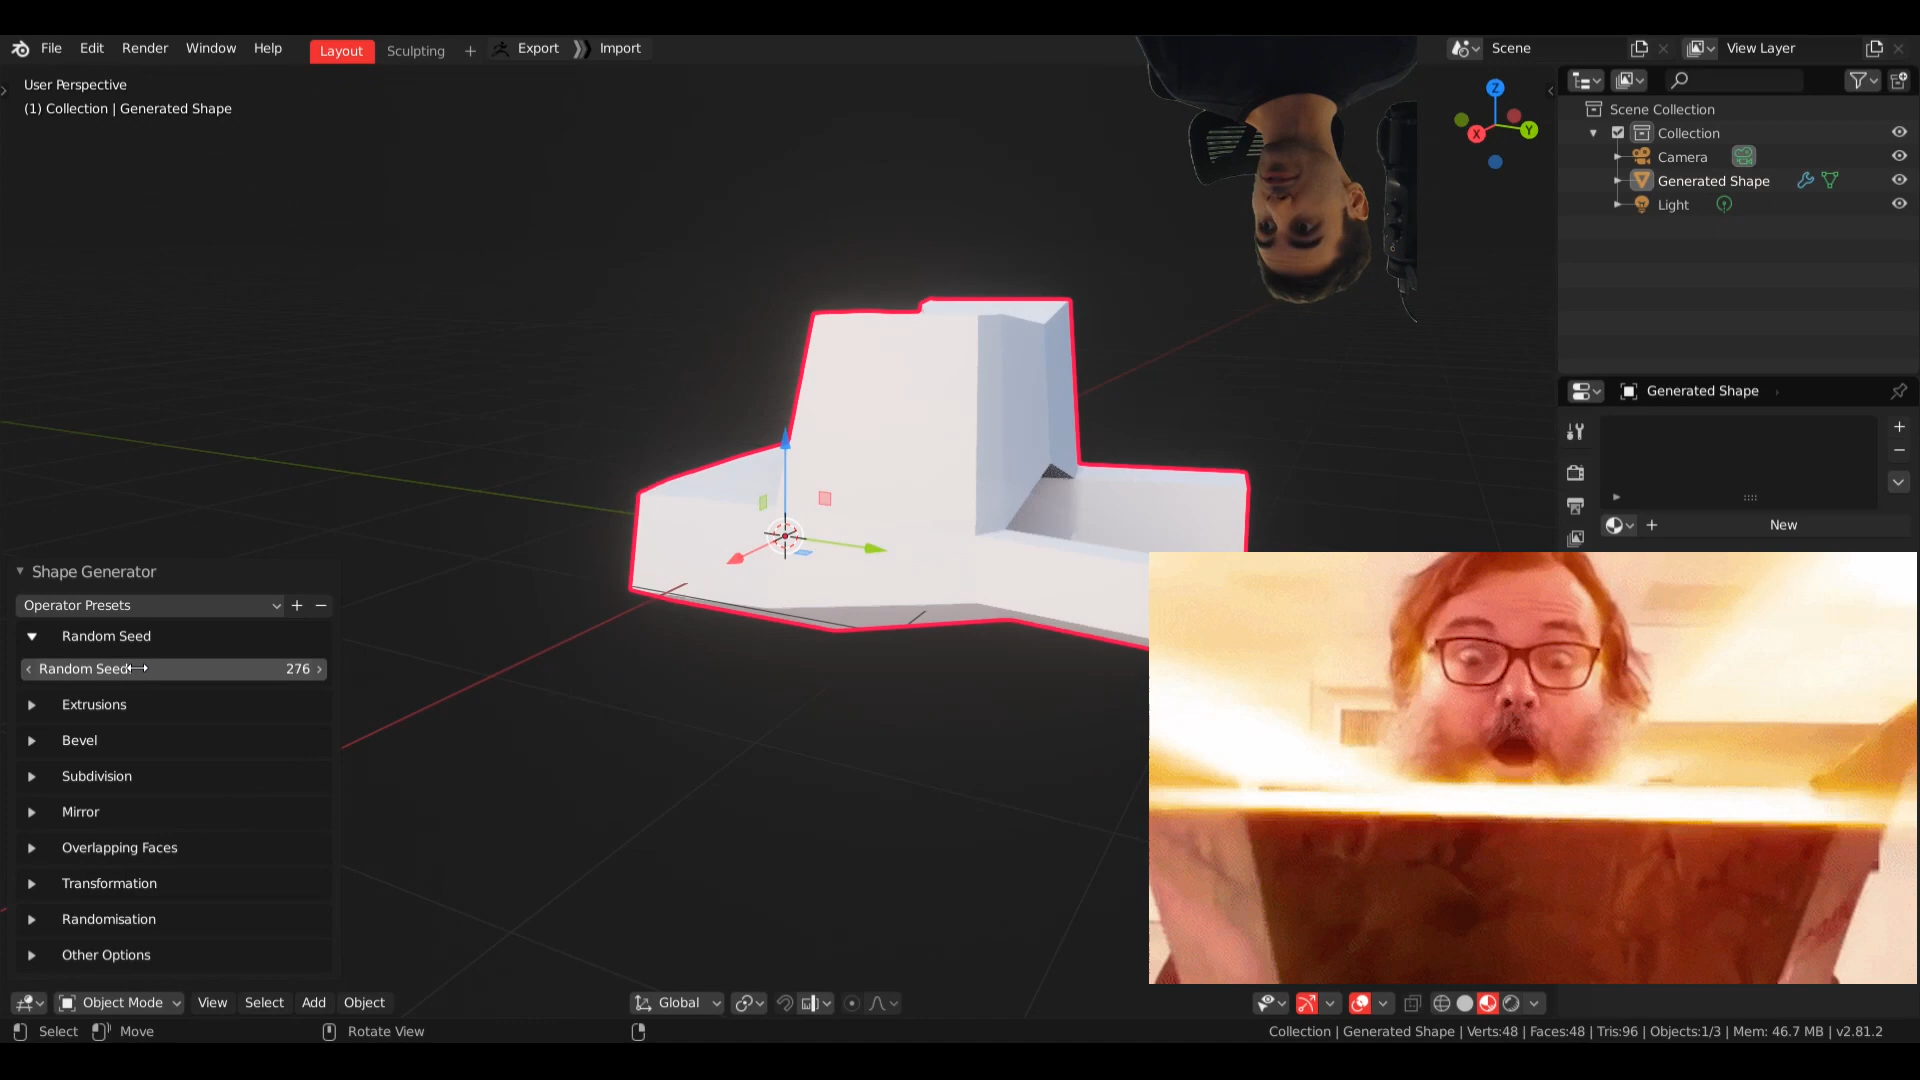 File Edit Render Window Help Layout Sculpting + Export Import Scene View Layer
User Perspective
(1) Collection | Generated Shape
Z
X Y
Scene Collection
Collection
Camera
Generated Shape
Light
Generated Shape
New
Shape Generator
Operator Presets
Random Seed
Random Seed 276
Extrusions
Bevel
Subdivision
Mirror
Overlapping Faces
Transformation
Randomisation
Other Options
Object Mode View Select Add Object Global
Select Move Rotate View Collection | Generated Shape | Verts:48 | Faces:48 | Tris:96 | Objects:1/3 | Mem: 46.7 MB | v2.81.2